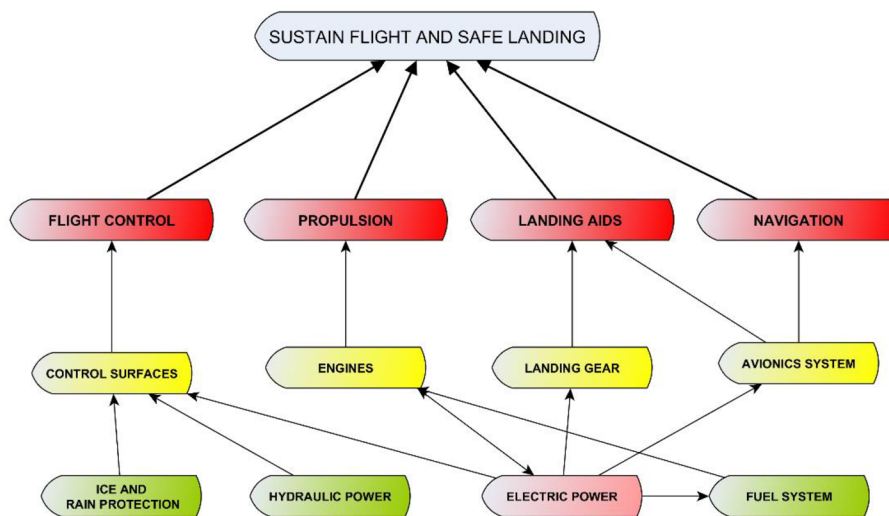 SUSTAIN FLIGHT AND SAFE LANDING
FLIGHT CONTROL
PROPULSION
LANDING AIDS
NAVIGATION
CONTROL SURFACES
ENGINES
LANDING GEAR
AVIONICS SYSTEM
ICE AND
RAIN PROTECTION
HYDRAULIC POWER
ELECTRIC POWER
FUEL SYSTEM